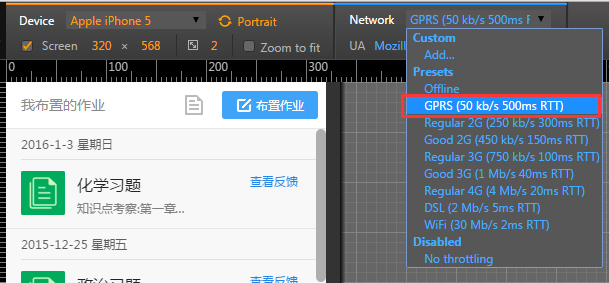 Device Apple iPhone 5 Portrait
Screen 320 × 568 2 Zoom to fit
0 100 200 300
我布置的作业 布置作业
2016-1-3 星期日
化学习题 查看反馈
知识点考察:第一章...
2015-12-25 星期五
政治习题 查看反馈
Network GPRS (50 kb/s 500ms F
UA Mozill
Custom
Add...
Presets
Offline
GPRS (50 kb/s 500ms RTT)
Regular 2G (250 kb/s 300ms RTT)
Good 2G (450 kb/s 150ms RTT)
Regular 3G (750 kb/s 100ms RTT)
Good 3G (1 Mb/s 40ms RTT)
Regular 4G (4 Mb/s 20ms RTT)
DSL (2 Mb/s 5ms RTT)
WiFi (30 Mb/s 2ms RTT)
Disabled
No throttling